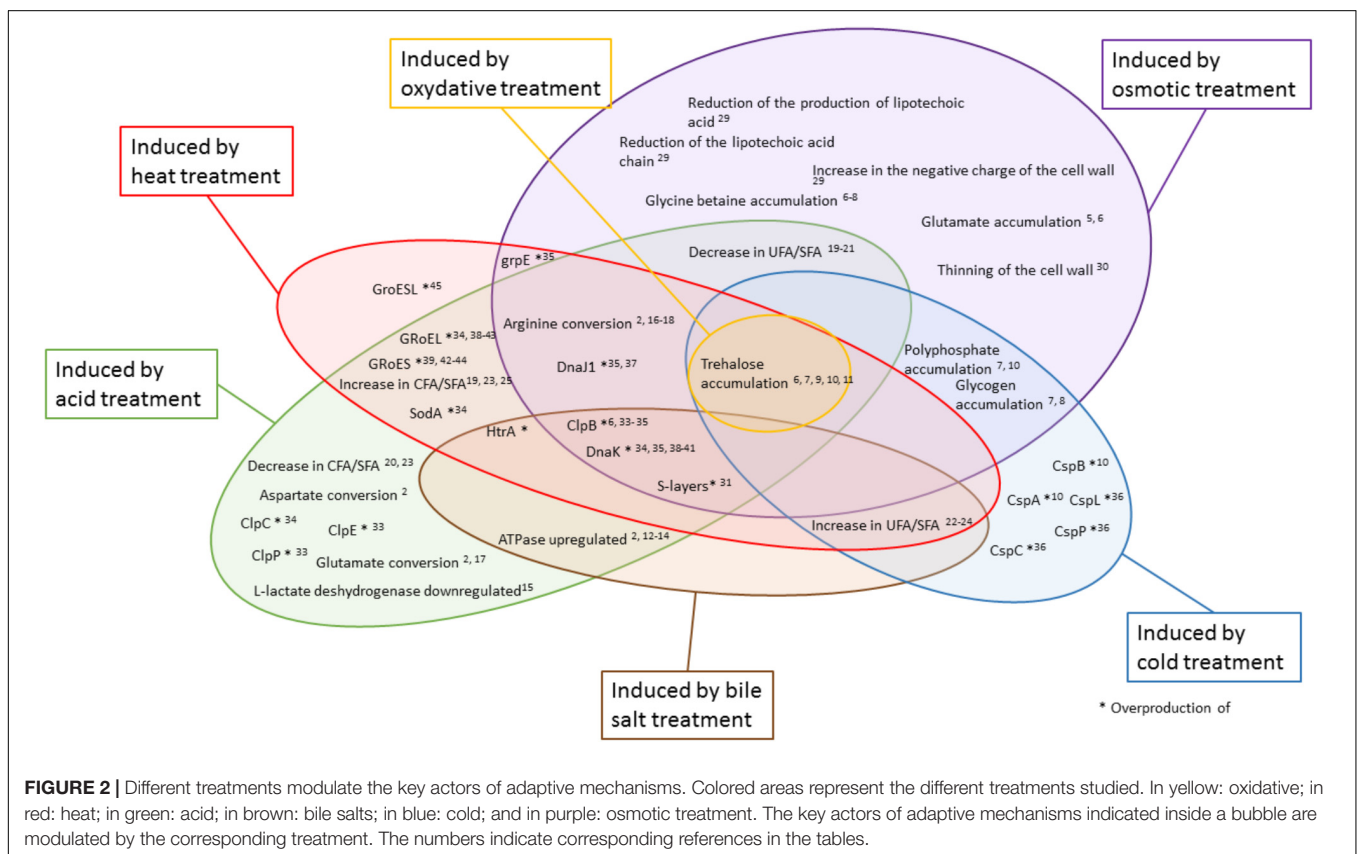 Induced by
oxydative treatment
Induced by
osmotic treatment
Induced by
heat treatment
Reduction of the production of lipotechoic
acid 29
Reduction of the lipotechoic acid
chain 29
Increase in the negative charge of the cell wall
29
Glycine betaine accumulation 6-8
Glutamate accumulation 5, 6
Decrease in UFA/SFA 19-21
Thinning of the cell wall 30
grpE *35
GroESL *45
Arginine conversion 2, 16-18
GRoEL *34, 38-43
GRoES *39, 42-44
Increase in CFA/SFA19, 23, 25
DnaJ1 *35, 37
Trehalose
accumulation 6, 7, 9, 10, 11
Polyphosphate
accumulation 7, 10
Glycogen
accumulation 7, 8
Induced by
acid treatment
SodA *34
HtrA *
ClpB *6, 33-35
DnaK * 34, 35, 38-41
S-layers* 31
Decrease in CFA/SFA 20, 23
Aspartate conversion 2
ClpC * 34
ClpE * 33
ClpP * 33
Glutamate conversion 2, 17
L-lactate deshydrogenase downregulated15
ATPase upregulated 2, 12-14
Increase in UFA/SFA 22-24
CspB *10
CspA *10
CspL *36
CspP *36
CspC *36
Induced by bile
salt treatment
Induced by
cold treatment
* Overproduction of
FIGURE 2 | Different treatments modulate the key actors of adaptive mechanisms. Colored areas represent the different treatments studied. In yellow: oxidative; in
red: heat; in green: acid; in brown: bile salts; in blue: cold; and in purple: osmotic treatment. The key actors of adaptive mechanisms indicated inside a bubble are
modulated by the corresponding treatment. The numbers indicate corresponding references in the tables.